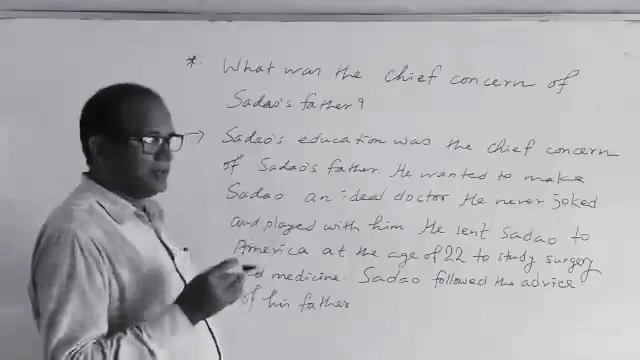 * What was the chief concern of
Sadao's father?
→ Sadao's education was the chief concern
of Sadao's father. He wanted to make
Sadao an ideal doctor He never joked
and played with him He sent Sadao to
America at the age of 22 to study surgery
medicine. Sadao followed the advice
of his father